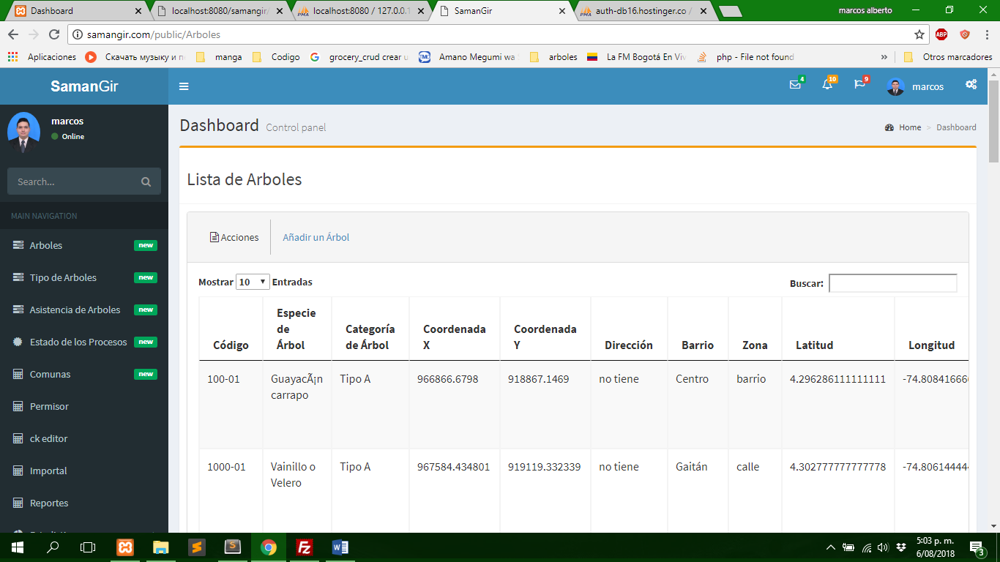 Dashboard
localhost:8080/samangir/
localhost:8080 / 127.0.0.1
SamanGir
auth-db16.hostinger.co /
marcos alberto
samangir.com/public/Arboles
ABP
Aplicaciones
Скачать музыку и п
manga
Codigo
grocery_crud crear u
Amano Megumi wa
arboles
La FM Bogotá En Viv
php - File not found
»
Otros marcadores
SamanGir
4
10
9
marcos
marcos
Online
Dashboard Control panel
Home > Dashboard
Search...
MAIN NAVIGATION
Arboles new
Tipo de Arboles new
Asistencia de Arboles new
Estado de los Procesos new
Comunas new
Permisor
ck editor
Importal
Reportes
Lista de Arboles
Acciones
Añadir un Árbol
Mostrar 10 Entradas
Buscar:
Código
Especie
de
Árbol
Categoría
de Árbol
Coordenada
X
Coordenada
Y
Dirección
Barrio
Zona
Latitud
Longitud
100-01
GuayacÃ¡n
carrapo
Tipo A
966866.6798
918867.1469
no tiene
Centro
barrio
4.296286111111111
-74.808416666
1000-01
Vainillo o
Velero
Tipo A
967584.434801
919119.332339
no tiene
Gaitán
calle
4.302777777777778
-74.806144444
5:03 p. m.
6/08/2018
3